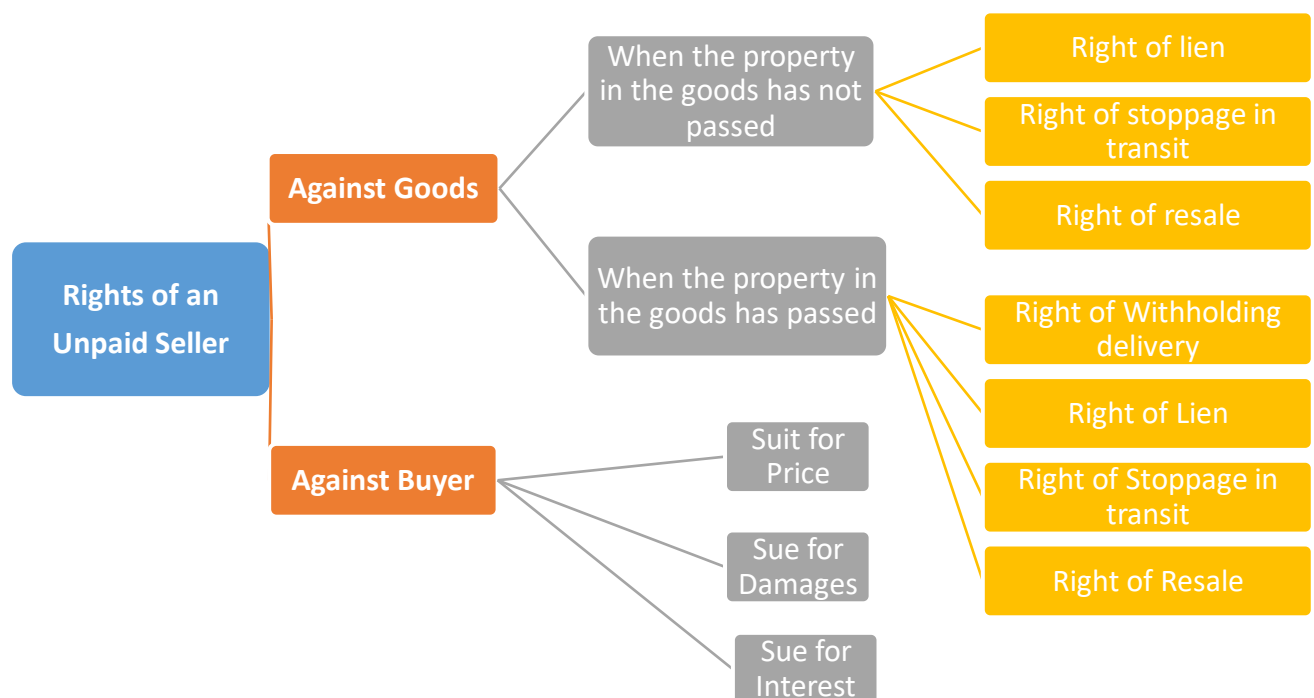 Rights of an
Unpaid Seller
Against Goods
When the property
in the goods has not
passed
Right of lien
Right of stoppage in
transit
Right of resale
When the property in
the goods has passed
Right of Withholding
delivery
Right of Lien
Right of Stoppage in
transit
Right of Resale
Against Buyer
Suit for
Price
Sue for
Damages
Sue for
Interest